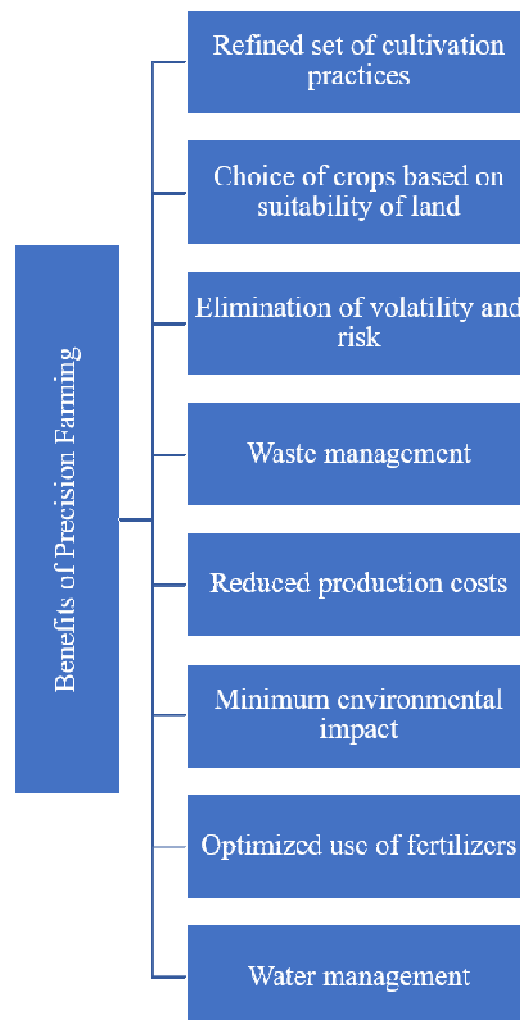 Benefits of Precision Farming
Refined set of cultivation
practices
Choice of crops based on
suitability of land
Elimination of volatility and
risk
Waste management
Reduced production costs
Minimum environmental
impact
Optimized use of fertilizers
Water management